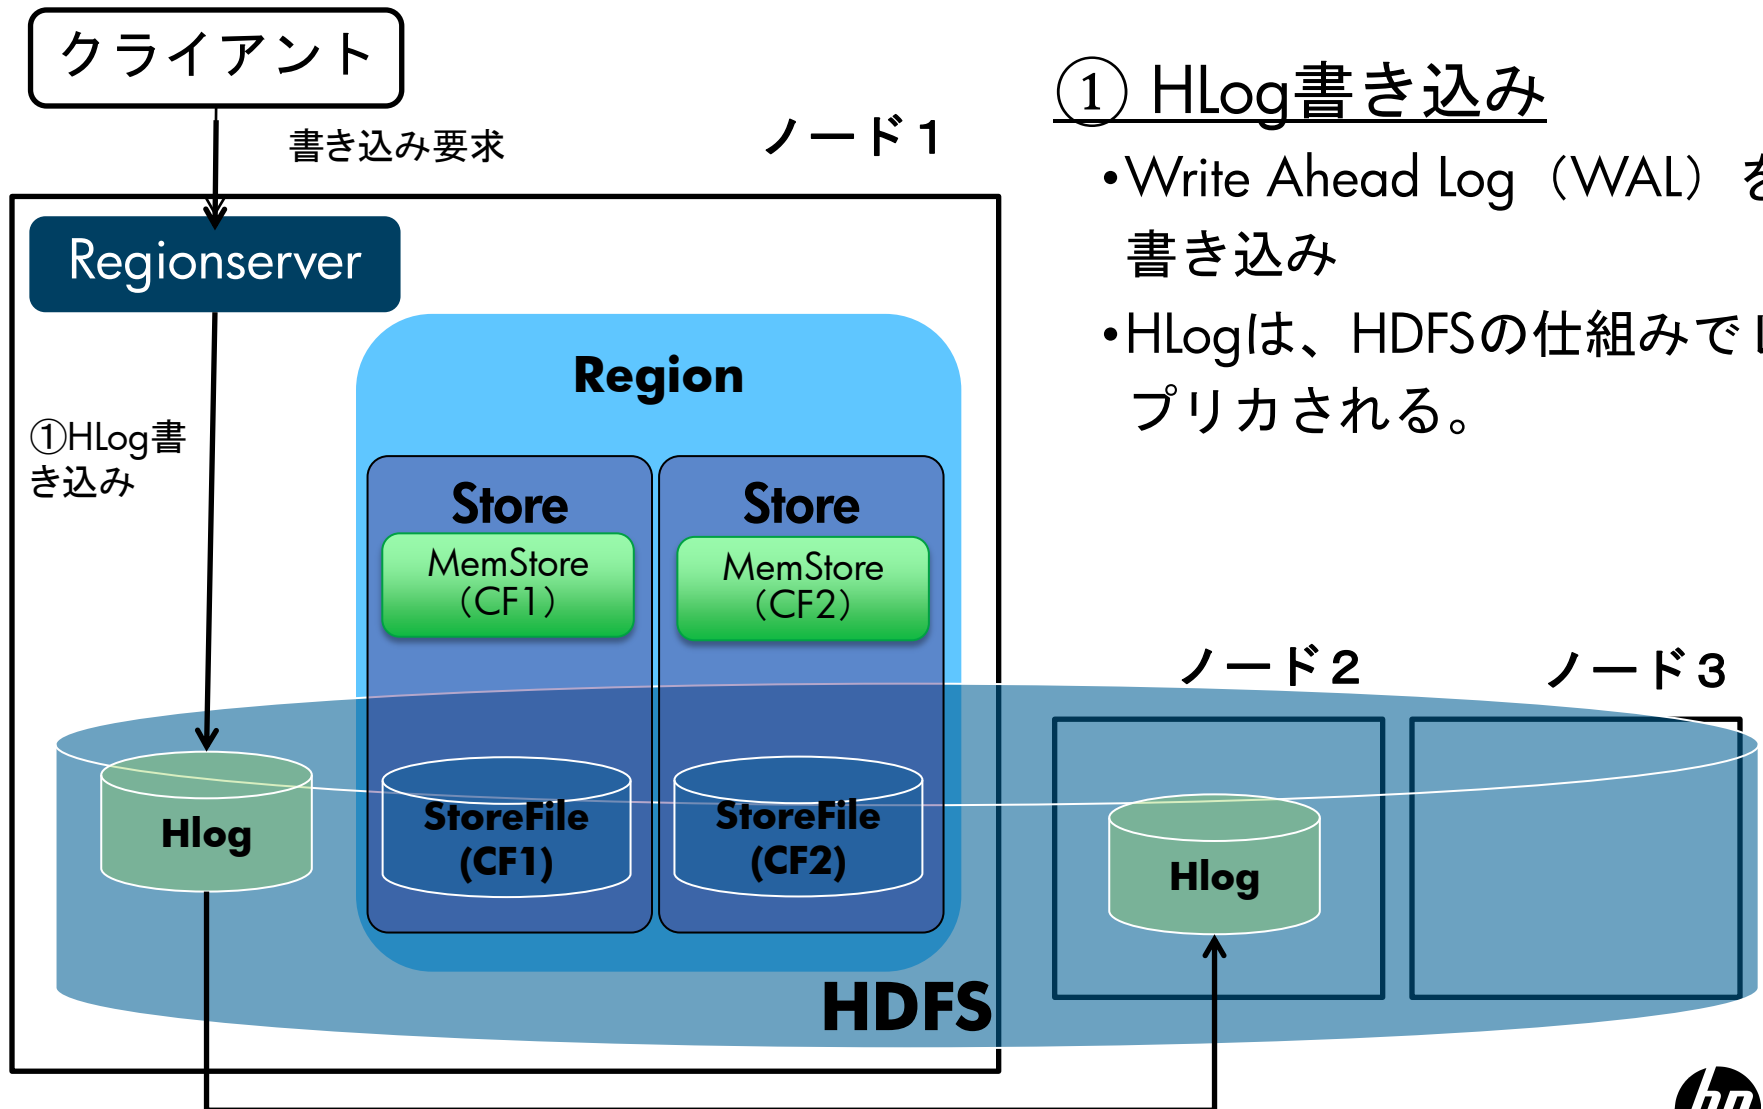 クライアント
書き込み要求
ノード1
① HLog書き込み
•Write Ahead Log（WAL）を
書き込み
•HLogは、HDFSの仕組みでレ
プリカされる。
Regionserver
Region
①HLog書
き込み
Store
Store
MemStore
（CF1）
MemStore
（CF2）
ノード2
ノード3
Hlog
StoreFile
(CF1)
StoreFile
(CF2)
Hlog
HDFS
hp